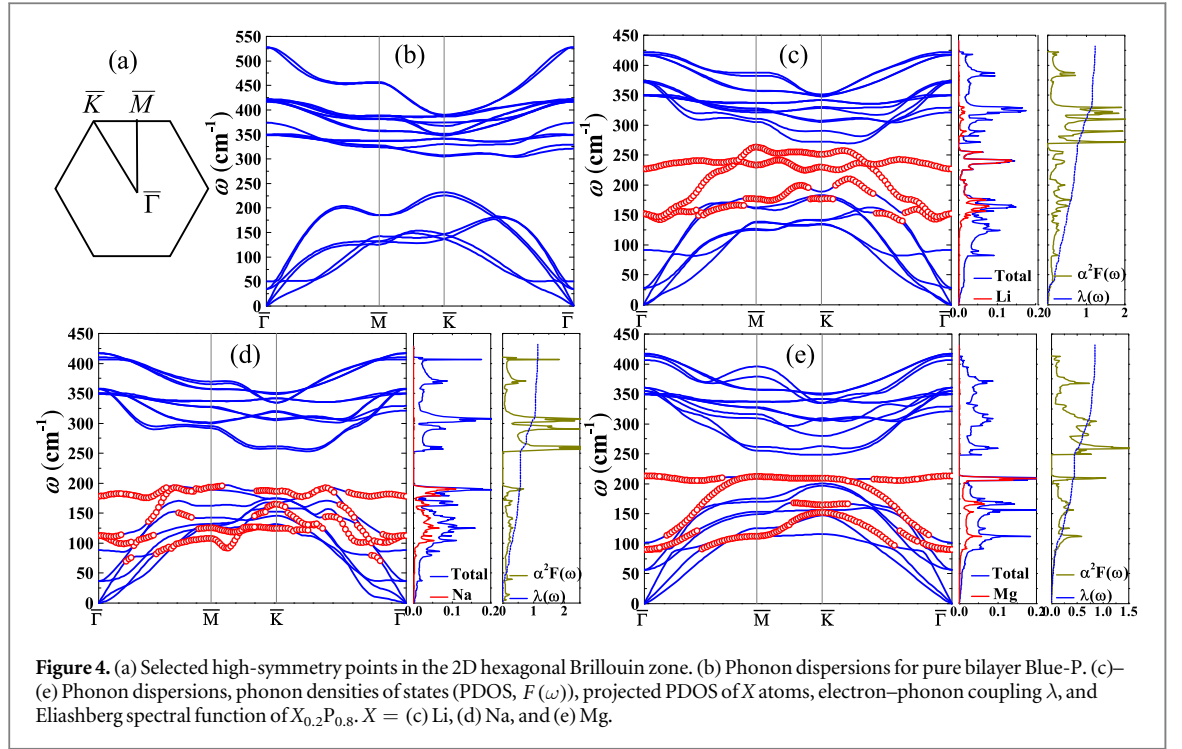 (a)
K̅ M̅
Γ̅
(b)
ω (cm⁻¹)
550
500
450
400
350
300
250
200
150
100
50
0
Γ̅ M̅ K̅ Γ̅
(c)
ω (cm⁻¹)
450
400
350
300
250
200
150
100
50
0
Γ̅ M̅ K̅ Γ̅
Total
Li
0.0 0.1 0.2
α²F(ω)
λ(ω)
0 1 2
(d)
ω (cm⁻¹)
450
400
350
300
250
200
150
100
50
0
Γ̅ M̅ K̅ Γ̅
Total
Na
0.0 0.1 0.2
α²F(ω)
λ(ω)
1 2
(e)
ω (cm⁻¹)
450
400
350
300
250
200
150
100
50
0
Γ̅ M̅ K̅ Γ̅
Total
Mg
0.0 0.1 0.2
α²F(ω)
λ(ω)
0.0 0.5 1.0 1.5
Figure 4. (a) Selected high-symmetry points in the 2D hexagonal Brillouin zone. (b) Phonon dispersions for pure bilayer Blue-P. (c)–
(e) Phonon dispersions, phonon densities of states (PDOS, F(ω)), projected PDOS of X atoms, electron–phonon coupling λ, and
Eliashberg spectral function of X₀.₂P₀.₈. X = (c) Li, (d) Na, and (e) Mg.